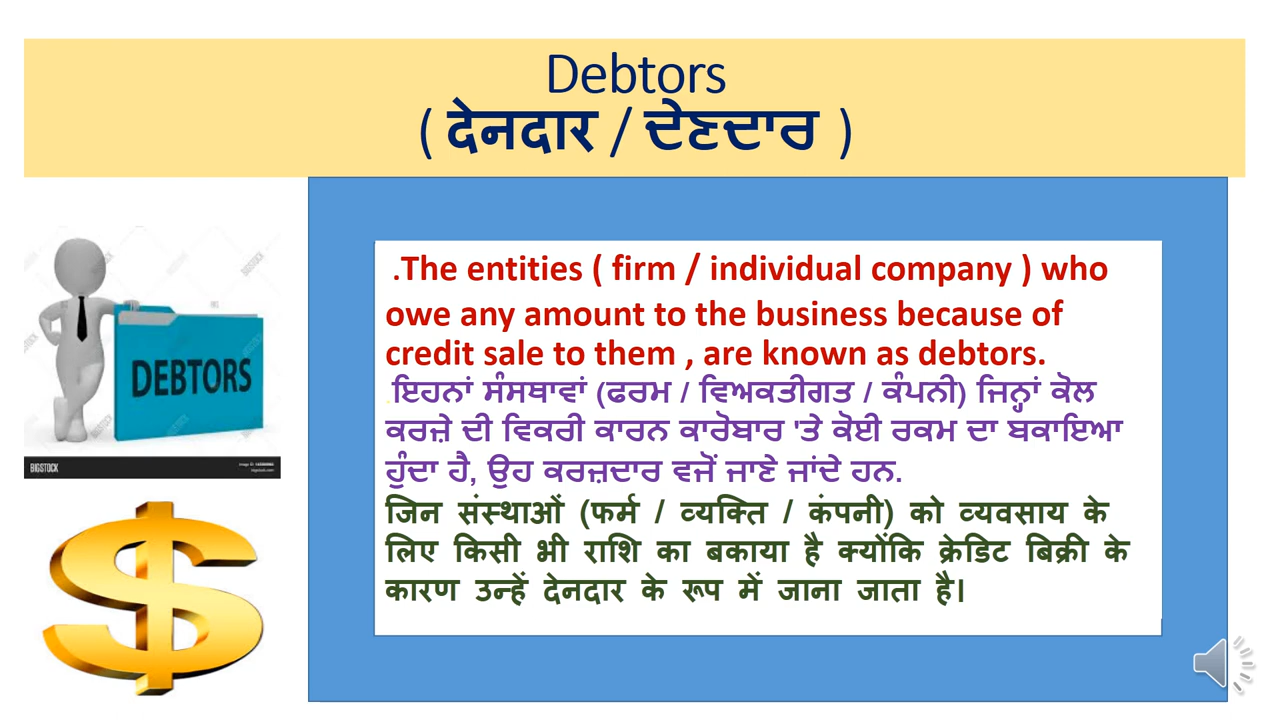 Debtors
( देनदार / ਦੇਣਦਾਰ )
.The entities ( firm / individual company ) who
owe any amount to the business because of
credit sale to them , are known as debtors.
ਇਹਨਾਂ ਸੰਸਥਾਵਾਂ (ਫਰਮ / ਵਿਅਕਤੀਗਤ / ਕੰਪਨੀ) ਜਿਨ੍ਹਾਂ ਕੋਲ
ਕਰਜ਼ੇ ਦੀ ਵਿਕਰੀ ਕਾਰਨ ਕਾਰੋਬਾਰ 'ਤੇ ਕੋਈ ਰਕਮ ਦਾ ਬਕਾਇਆ
ਹੁੰਦਾ ਹੈ, ਉਹ ਕਰਜ਼ਦਾਰ ਵਜੋਂ ਜਾਣੇ ਜਾਂਦੇ ਹਨ.
जिन संस्थाओं (फर्म / व्यक्ति / कंपनी) को व्यवसाय के
लिए किसी भी राशि का बकाया है क्योंकि क्रेडिट बिक्री के
कारण उन्हें देनदार के रूप में जाना जाता है।
DEBTORS
BIGSTOCK